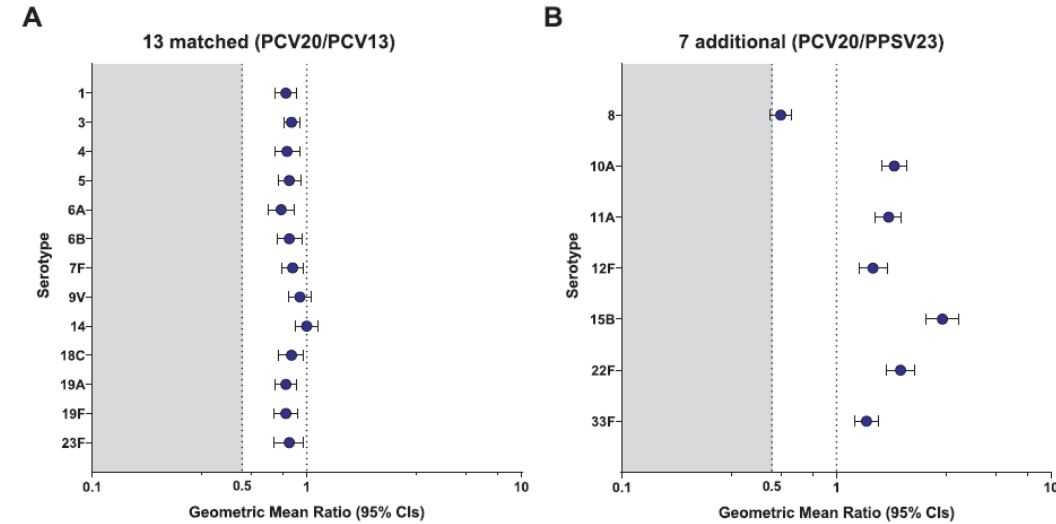 A
13 matched (PCV20/PCV13)
Serotype
1
3
4
5
6A
6B
7F
9V
14
18C
19A
19F
23F
0.1 0.5 1 10
Geometric Mean Ratio (95% CIs)
B
7 additional (PCV20/PPSV23)
Serotype
8
10A
11A
12F
15B
22F
33F
0.1 0.5 1 10
Geometric Mean Ratio (95% CIs)